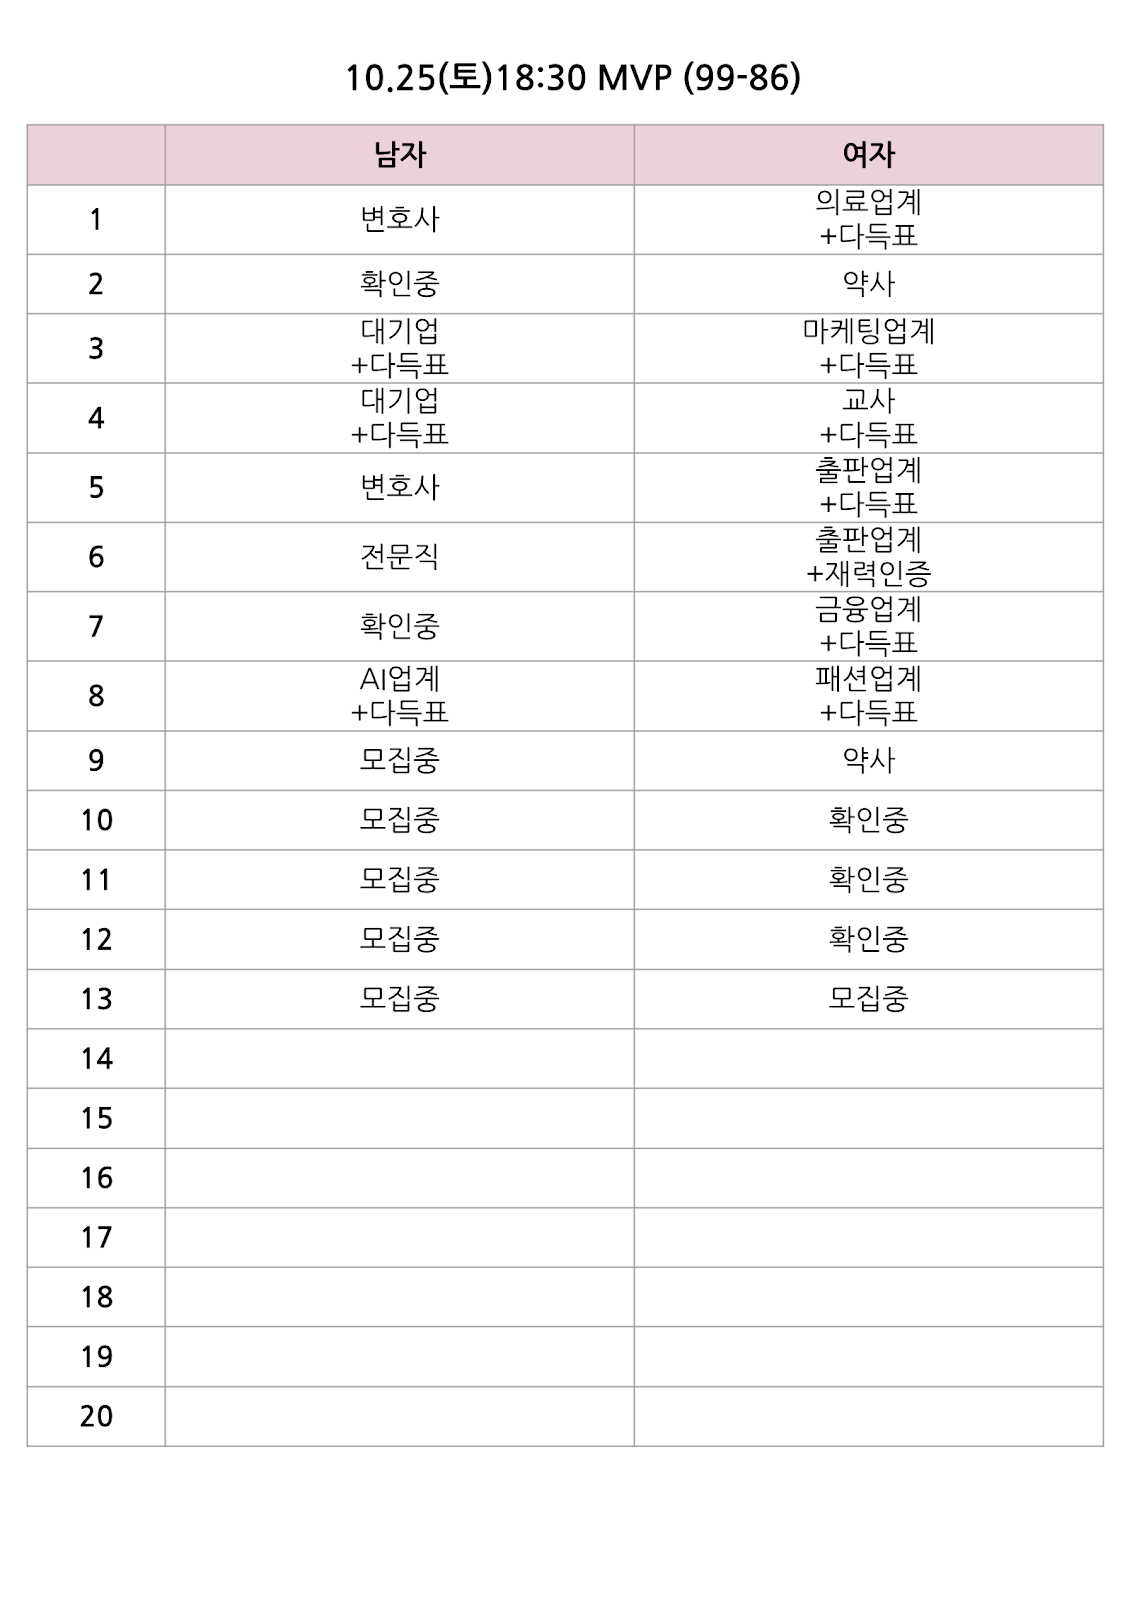 10.25(토)18:30 MVP (99-86)
남자 여자
1 변호사 의료업계
+다득표
2 확인중 약사
3 대기업 마케팅업계
+다득표 +다득표
4 대기업 교사
+다득표 +다득표
5 변호사 출판업계
+다득표
6 전문직 출판업계
+재력인증
7 확인중 금융업계
+다득표
8 AI업계 패션업계
+다득표 +다득표
9 모집중 약사
10 모집중 확인중
11 모집중 확인중
12 모집중 확인중
13 모집중 모집중
14
15
16
17
18
19
20